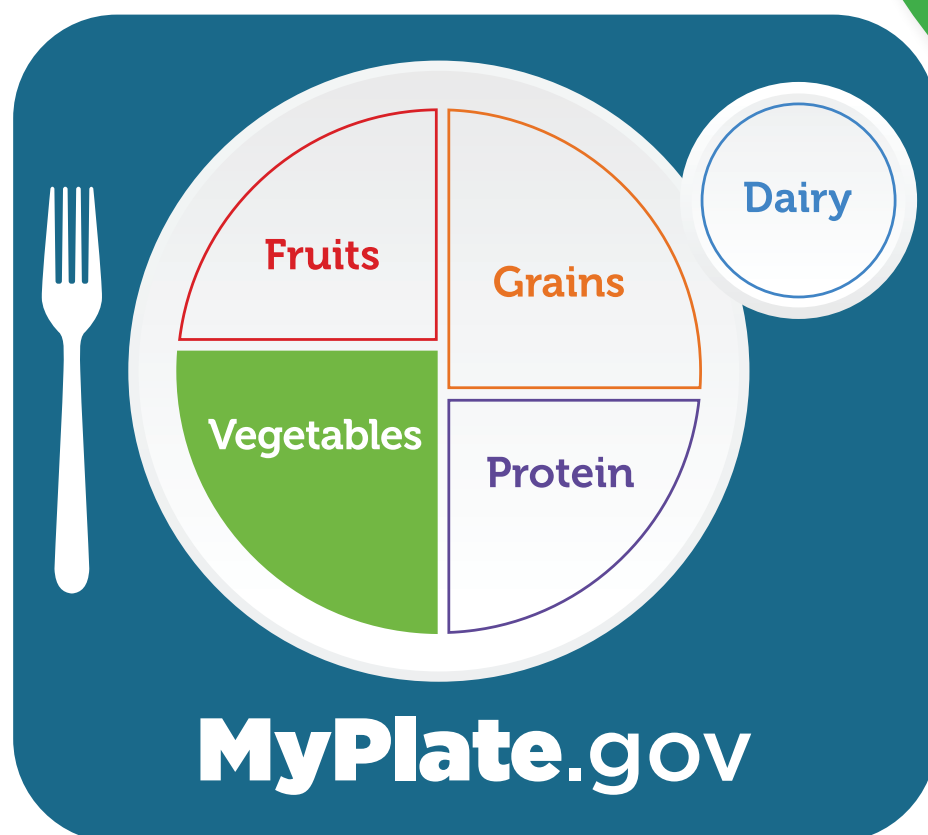 Fruits
Grains
Dairy
Vegetables
Protein
MyPlate.gov